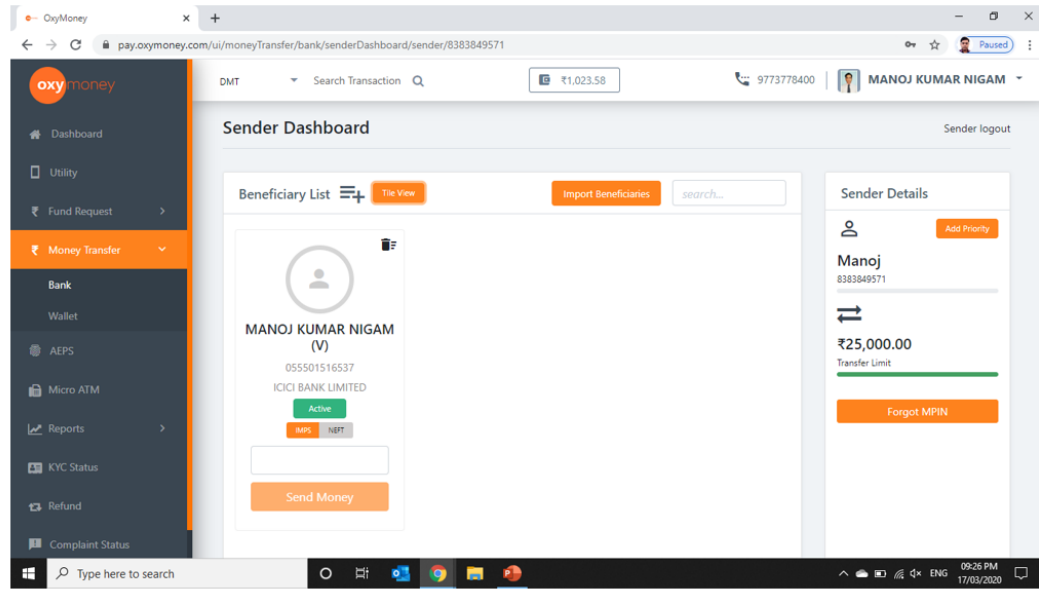 OxyMoney
pay.oxymoney.com/ui/moneyTransfer/bank/senderDashboard/sender/8383849571
Paused
oxymoney
DMT
Search Transaction
₹1,023.58
9773778400
MANOJ KUMAR NIGAM
Dashboard
Utility
Fund Request
Money Transfer
Bank
Wallet
AEPS
Micro ATM
Reports
KYC Status
Refund
Complaint Status
Sender Dashboard
Sender logout
Beneficiary List
Tile View
Import Beneficiaries
search...
MANOJ KUMAR NIGAM
(V)
055501516537
ICICI BANK LIMITED
Active
IMPS NEFT
Send Money
Sender Details
Add Priority
Manoj
8383849571
₹25,000.00
Transfer Limit
Forgot MPIN
Type here to search
ENG
09:26 PM
17/03/2020